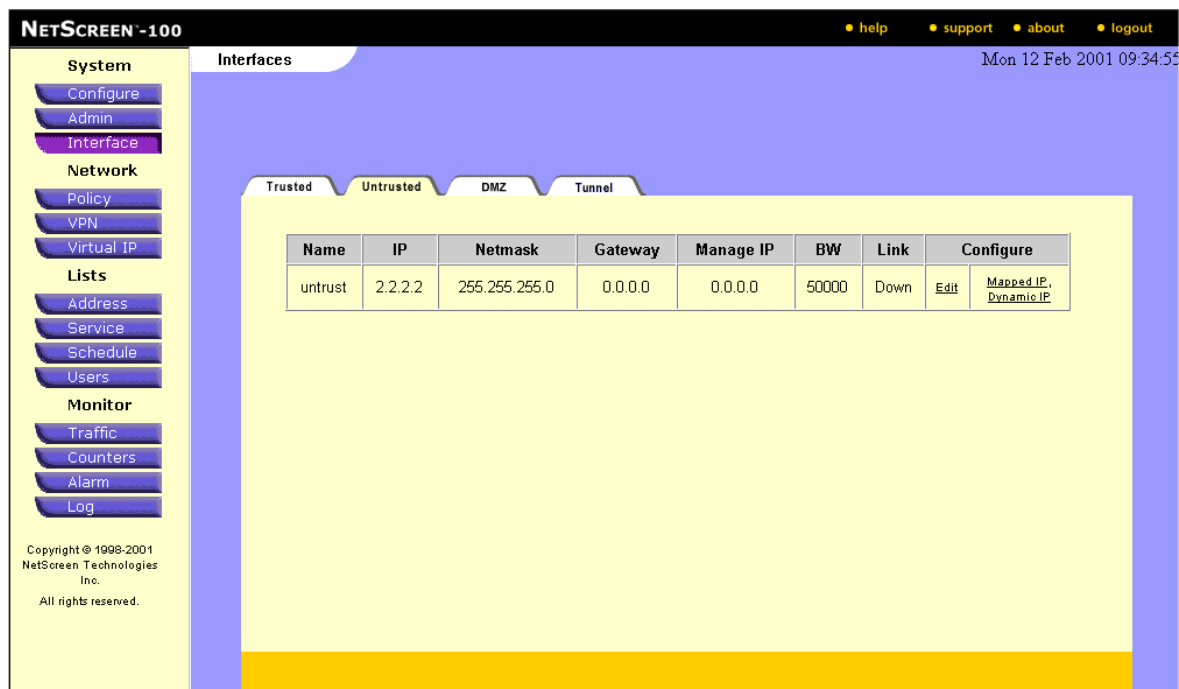 NETSCREEN™-100
help support about logout
System
Configure
Admin
Interface
Network
Policy
VPN
Virtual IP
Lists
Address
Service
Schedule
Users
Monitor
Traffic
Counters
Alarm
Log
Copyright © 1998-2001
NetScreen Technologies
Inc.
All rights reserved.
Interfaces
Mon 12 Feb 2001 09:34:55
Trusted Untrusted DMZ Tunnel
Name IP Netmask Gateway Manage IP BW Link Configure
untrust 2.2.2.2 255.255.255.0 0.0.0.0 0.0.0.0 50000 Down Edit Mapped IP,
Dynamic IP